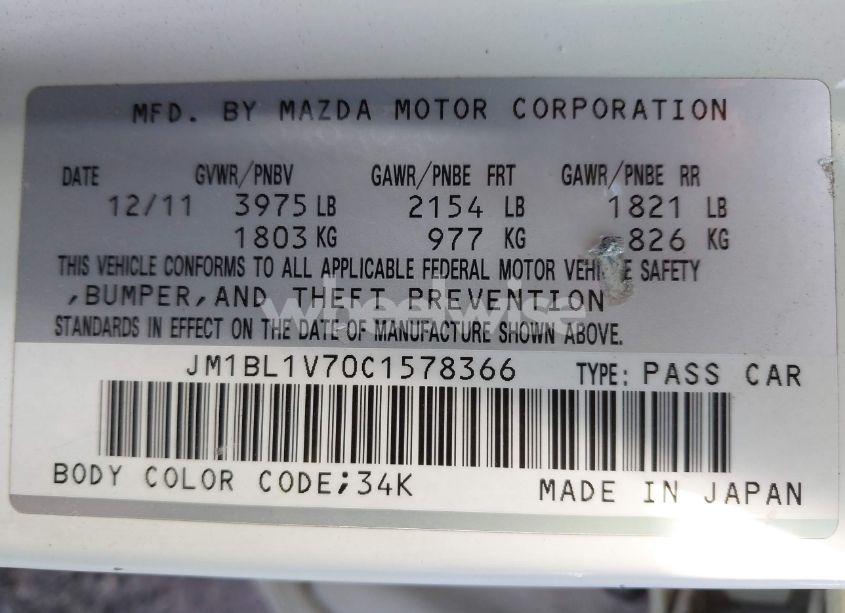 MFD. BY MAZDA MOTOR CORPORATION
DATE GVWR/PNBV GAWR/PNBE FRT GAWR/PNBE RR
12/11 3975 LB 2154 LB 1821 LB
1803 KG 977 KG 826 KG
THIS VEHICLE CONFORMS TO ALL APPLICABLE FEDERAL MOTOR VEHICLE SAFETY
,BUMPER,AND THEFT PREVENTION
wheelwise
STANDARDS IN EFFECT ON THE DATE OF MANUFACTURE SHOWN ABOVE.
JM1BL1V70C1578366 TYPE: PASS CAR
BODY COLOR CODE;34K MADE IN JAPAN